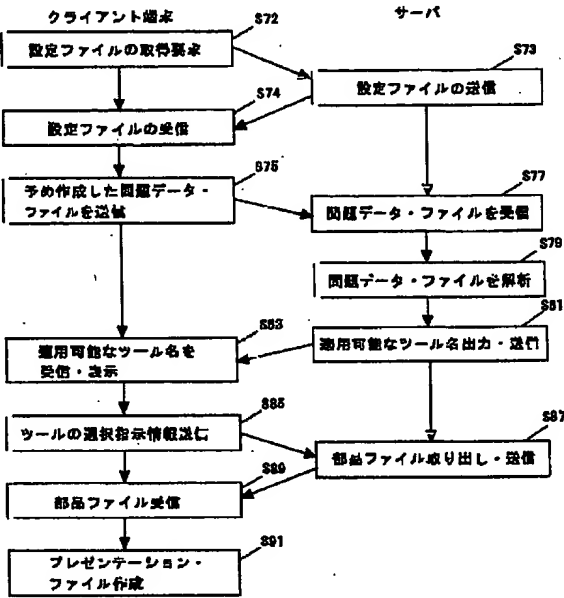 クライアント端末
サーバ
S72
設定ファイルの取得要求
S73
設定ファイルの送信
S74
設定ファイルの受信
S75
予め作成した問題データ・
ファイルを送信
S77
問題データ・ファイルを受信
S79
問題データ・ファイルを解析
S81
適用可能なツール名出力・送信
S83
適用可能なツール名を
受信・表示
S85
ツールの選択指示情報送信
S87
部品ファイル取り出し・送信
S89
部品ファイル受信
S91
プレゼンテーション・
ファイル作成